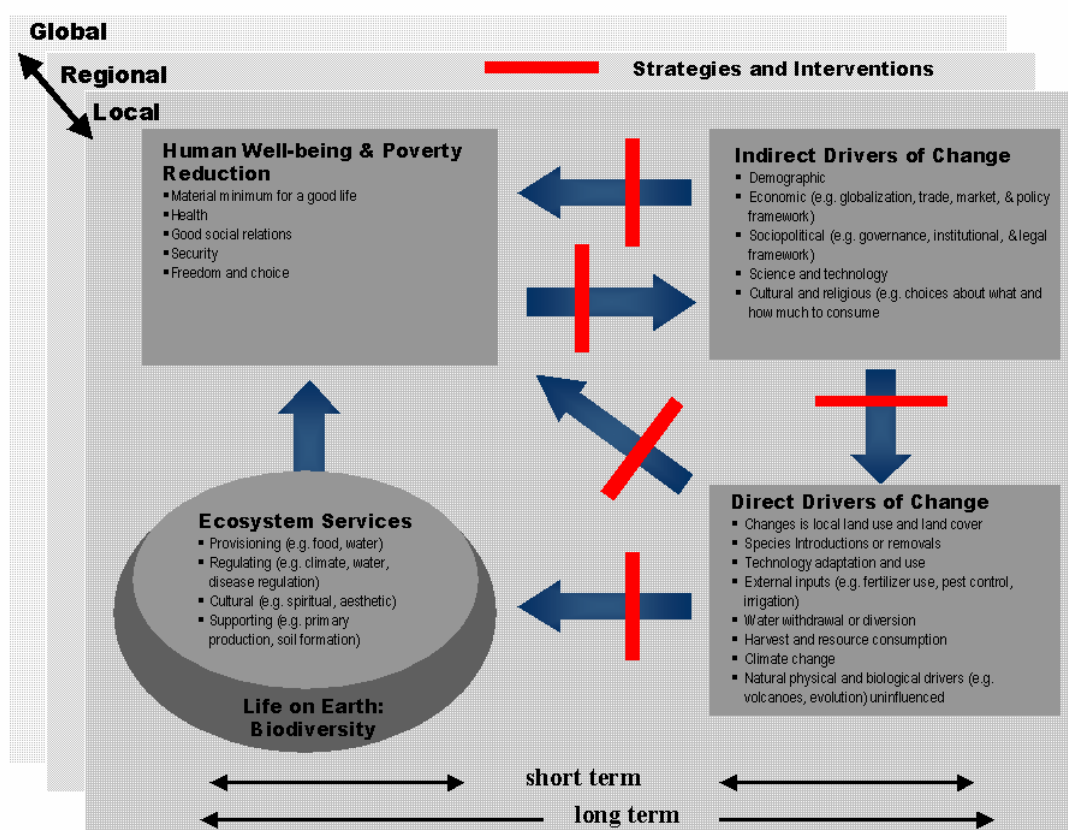 Global
Regional
Local
Strategies and Interventions
Human Well-being & Poverty
Reduction
▪Material minimum for a good life
▪Health
▪Good social relations
▪Security
▪Freedom and choice
Indirect Drivers of Change
▪ Demographic
▪ Economic (e.g. globalization, trade, market, & policy
framework)
▪ Sociopolitical (e.g. governance, institutional, & legal
framework)
▪ Science and technology
▪ Cultural and religious (e.g. choices about what and
how much to consume
Ecosystem Services
▪ Provisioning (e.g. food, water)
▪ Regulating (e.g. climate, water,
disease regulation)
▪ Cultural (e.g. spiritual, aesthetic)
▪ Supporting (e.g. primary
production, soil formation)
Life on Earth:
Biodiversity
Direct Drivers of Change
▪ Changes is local land use and land cover
▪ Species Introductions or removals
▪ Technology adaptation and use
▪ External inputs (e.g. fertilizer use, pest control,
irrigation)
▪ Water withdrawal or diversion
▪ Harvest and resource consumption
▪ Climate change
▪ Natural physical and biological drivers (e.g.
volcanoes, evolution) uninfluenced
short term
long term